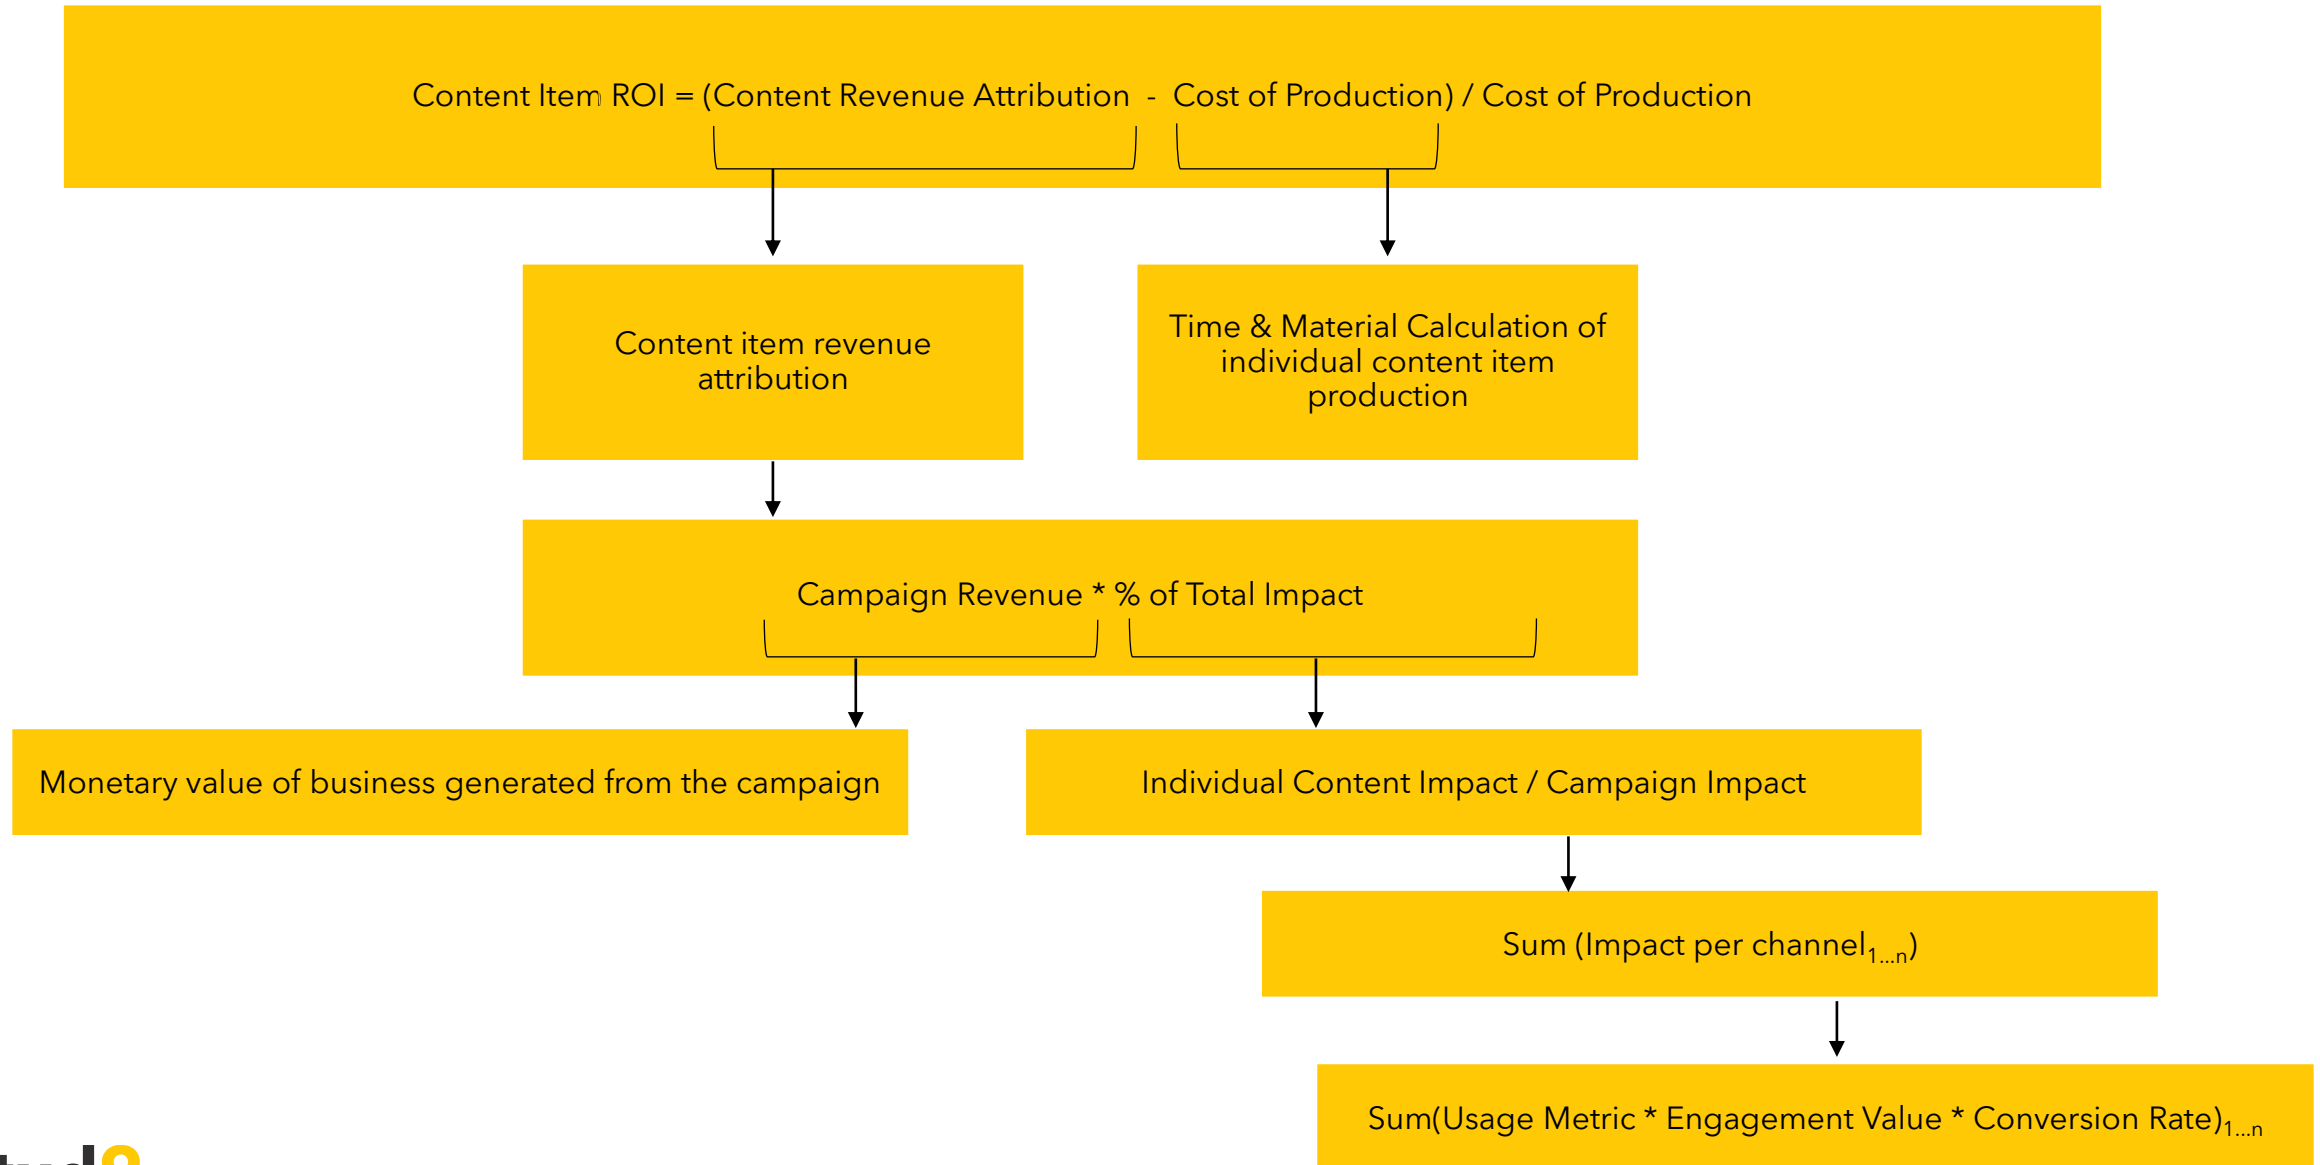 Content Item ROI = (Content Revenue Attribution - Cost of Production) / Cost of Production
Content item revenue
attribution
Time & Material Calculation of
individual content item
production
Campaign Revenue * % of Total Impact
Monetary value of business generated from the campaign
Individual Content Impact / Campaign Impact
Sum (Impact per channel1...n)
Sum(Usage Metric * Engagement Value * Conversion Rate)1...n